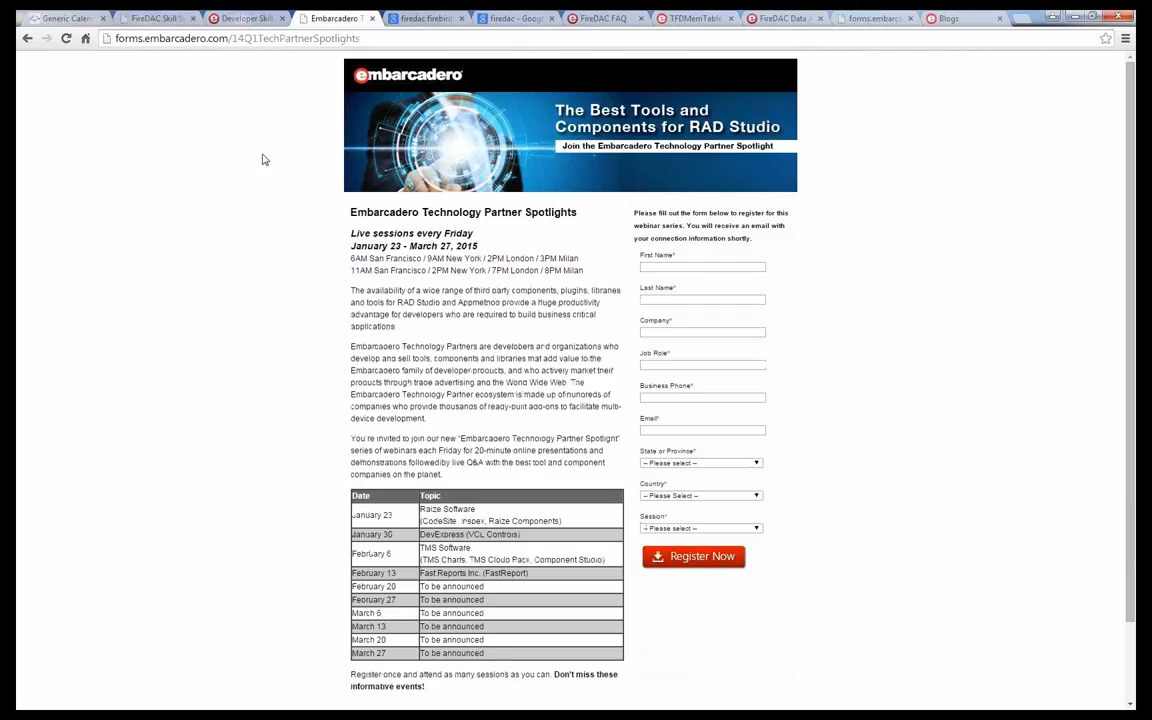 Generic Calend
FireDAC Skill S
Developer Skill
Embarcadero T
firedac firebird
firedac - Googl
FireDAC FAQ
TFDMemTable
FireDAC Data A
forms.embarc
Blogs
forms.embarcadero.com/14Q1TechPartnerSpotlights
embarcadero
The Best Tools and
Components for RAD Studio
Join the Embarcadero Technology Partner Spotlight
Embarcadero Technology Partner Spotlights
Live sessions every Friday
January 23 - March 27, 2015
6AM San Francisco / 9AM New York / 2PM London / 3PM Milan
11AM San Francisco / 2PM New York / 7PM London / 8PM Milan
The availability of a wide range of third party components, plugins, libraries
and tools for RAD Studio and Appmethod provide a huge productivity
advantage for developers who are required to build business critical
applications
Embarcadero Technology Partners are developers and organizations who
develop and sell tools, components and libraries that add value to the
Embarcadero family of developer products, and who actively market their
products through trade advertising and the World Wide Web. The
Embarcadero Technology Partner ecosystem is made up of hundreds of
companies who provide thousands of ready-built add-ons to facilitate multi-
device development.
You're invited to join our new "Embarcadero Technology Partner Spotlight"
series of webinars each Friday for 20-minute online presentations and
demonstrations followed by live Q&A with the best tool and component
companies on the planet.
Date Topic
January 23 Raize Software
(CodeSite, Inspex, Raize Components)
January 30 DevExpress (VCL Controls)
February 6 TMS Software
(TMS Charts, TMS Cloud Pack, Component Studio)
February 13 Fast Reports Inc. (FastReport)
February 20 To be announced
February 27 To be announced
March 6 To be announced
March 13 To be announced
March 20 To be announced
March 27 To be announced
Register once and attend as many sessions as you can. Don't miss these
informative events!
Please fill out the form below to register for this
webinar series. You will receive an email with
your connection information shortly.
First Name*
Last Name*
Company*
Job Role*
Business Phone*
Email*
State or Province*
-- Please select --
Country*
-- Please Select --
Session*
-- Please select --
Register Now